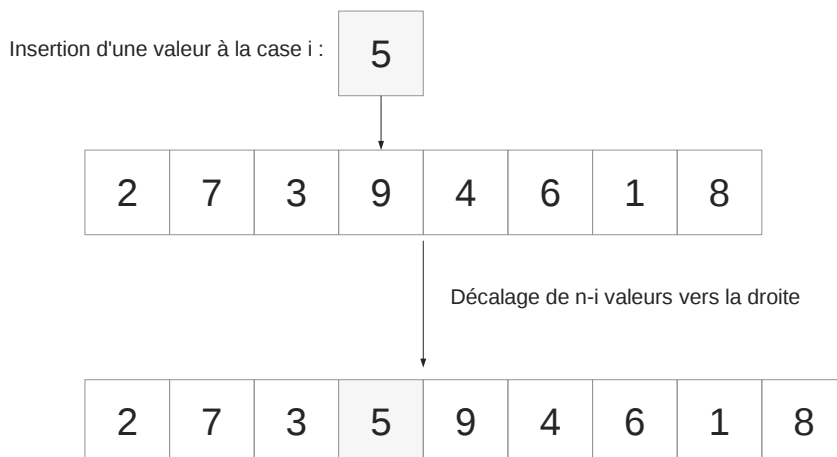 Insertion d'une valeur à la case i :
5
2 7 3 9 4 6 1 8
Décalage de n-i valeurs vers la droite
2 7 3 5 9 4 6 1 8